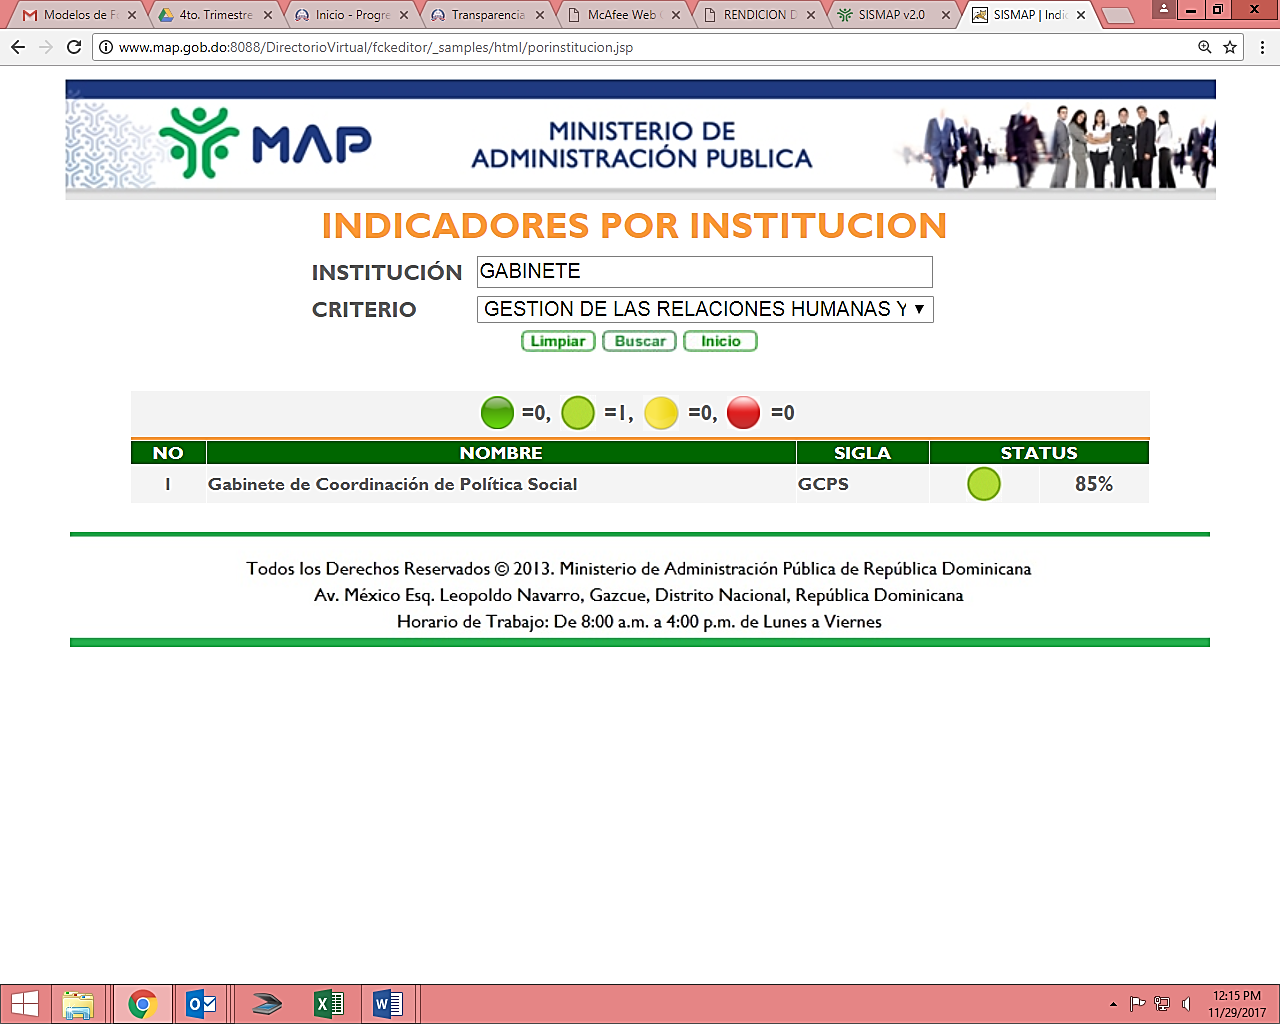 Modelos de F
4to. Trimestre
Inicio - Progre
Transparencia
McAfee Web
RENDICION D
SISMAP v2.0
SISMAP | Indi
www.map.gob.do:8088/DirectorioVirtual/fckeditor/_samples/html/porinstitucion.jsp
MAP
MINISTERIO DE
ADMINISTRACIÓN PUBLICA
INDICADORES POR INSTITUCION
INSTITUCIÓN GABINETE
CRITERIO GESTION DE LAS RELACIONES HUMANAS Y
Limpiar Buscar Inicio
=0, =1, =0, =0
NO NOMBRE SIGLA STATUS
1 Gabinete de Coordinación de Política Social GCPS 85%
Todos los Derechos Reservados © 2013. Ministerio de Administración Pública de República Dominicana
Av. México Esq. Leopoldo Navarro, Gazcue, Distrito Nacional, República Dominicana
Horario de Trabajo: De 8:00 a.m. a 4:00 p.m. de Lunes a Viernes
12:15 PM
11/29/2017